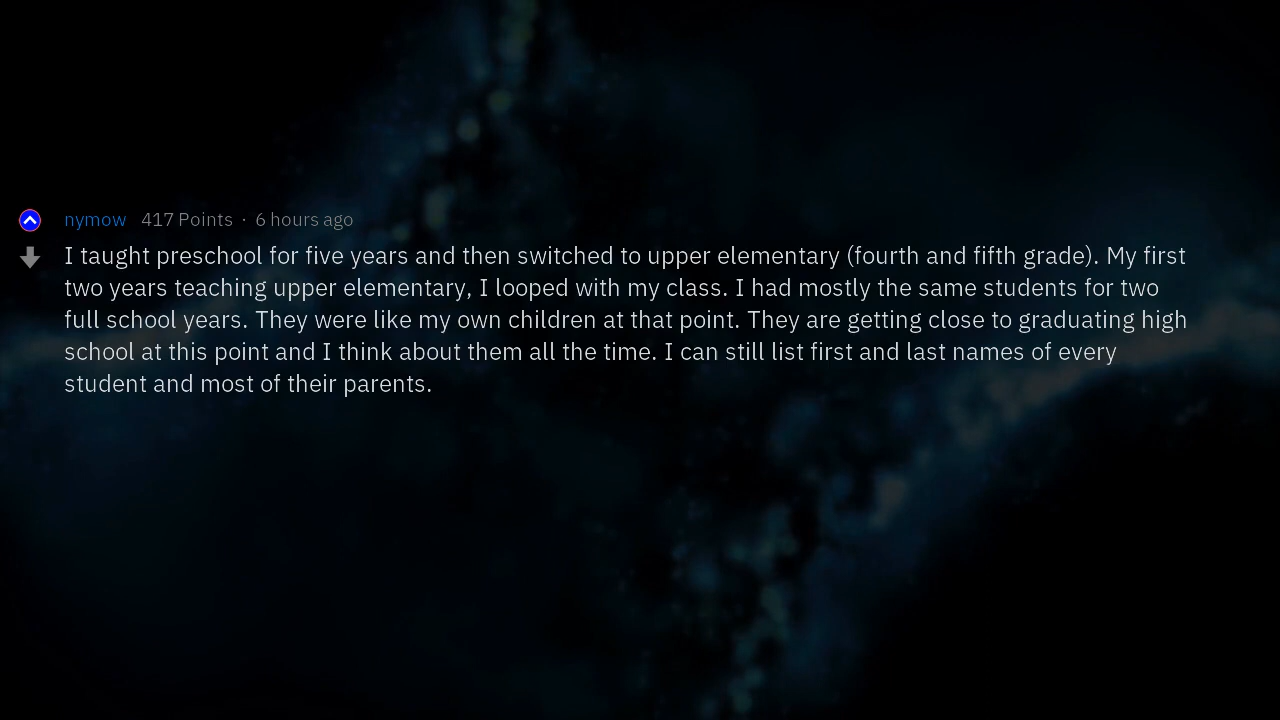 nymow 417 Points · 6 hours ago
I taught preschool for five years and then switched to upper elementary (fourth and fifth grade). My first
two years teaching upper elementary, I looped with my class. I had mostly the same students for two
full school years. They were like my own children at that point. They are getting close to graduating high
school at this point and I think about them all the time. I can still list first and last names of every
student and most of their parents.